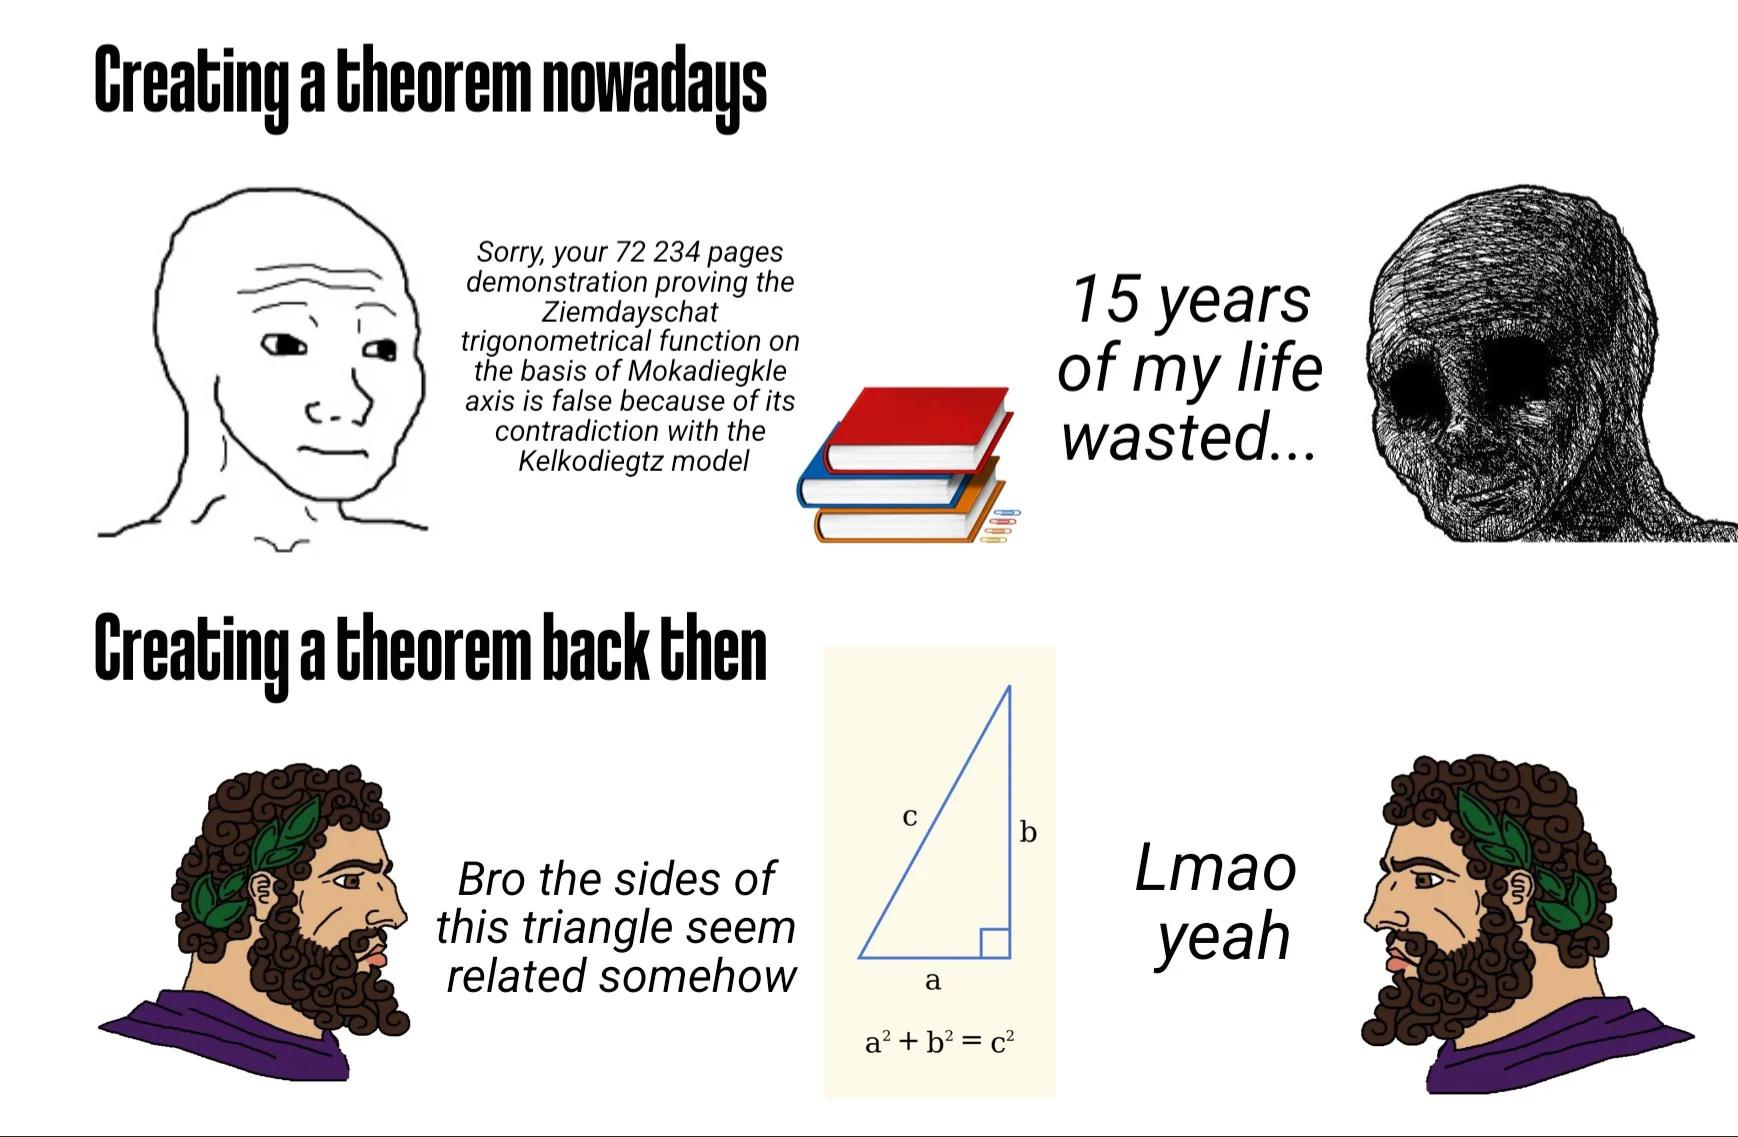 Creating a theorem nowadays
Sorry, your 72 234 pages
demonstration proving the
Ziemdayschat
trigonometrical function on
the basis of Mokadiegkle
axis is false because of its
contradiction with the
Kelkodiegtz model
15 years
of my life
wasted...
Creating a theorem back then
Bro the sides of
this triangle seem
related somehow
c
b
a
a² + b² = c²
Lmao
yeah